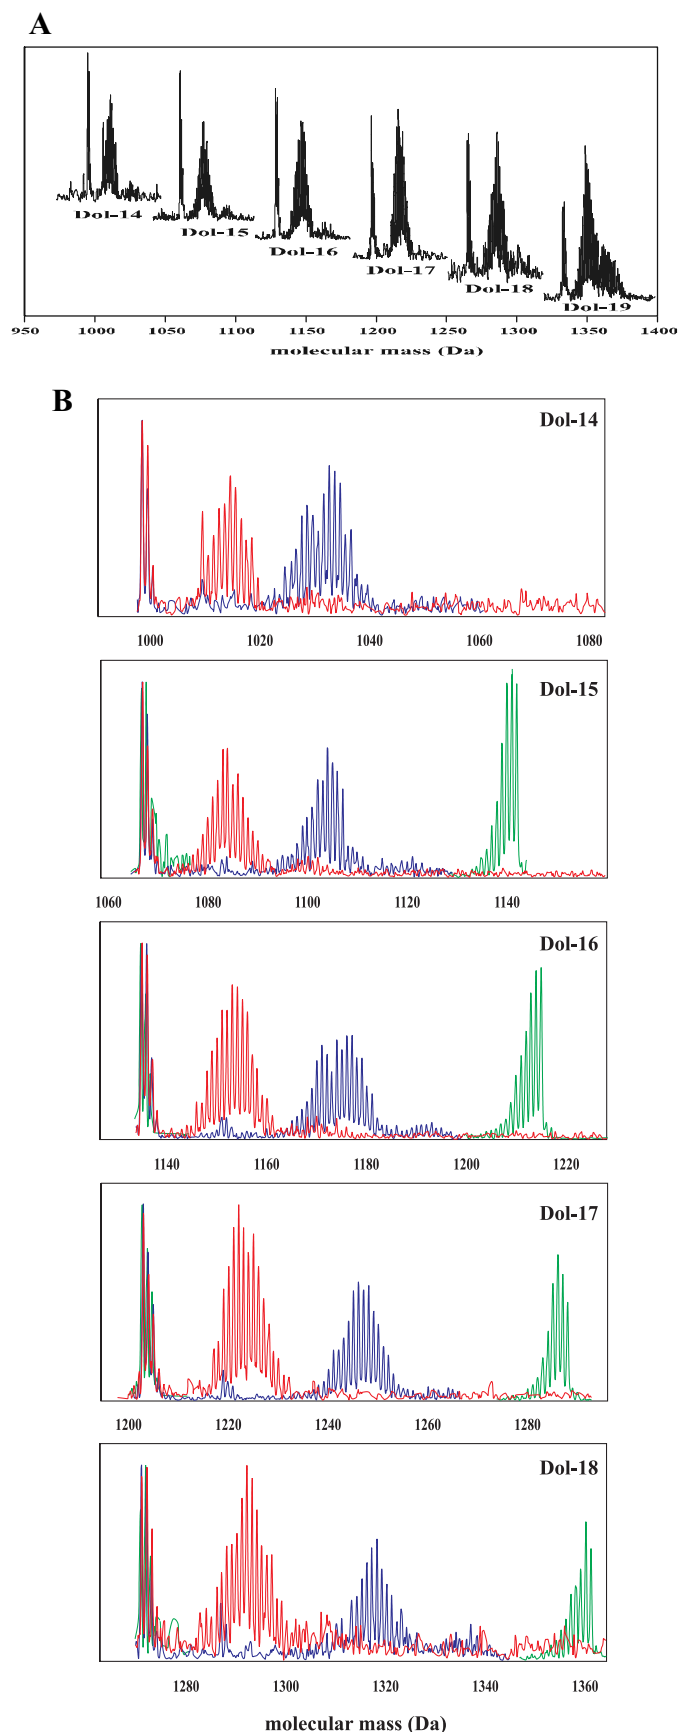 A
Dol-14
Dol-15
Dol-16
Dol-17
Dol-18
Dol-19
950 1000 1050 1100 1150 1200 1250 1300 1350 1400
molecular mass (Da)
B
Dol-14
1000 1020 1040 1060 1080
Dol-15
1060 1080 1100 1120 1140
Dol-16
1140 1160 1180 1200 1220
Dol-17
1200 1220 1240 1260 1280
Dol-18
1280 1300 1320 1340 1360
molecular mass (Da)